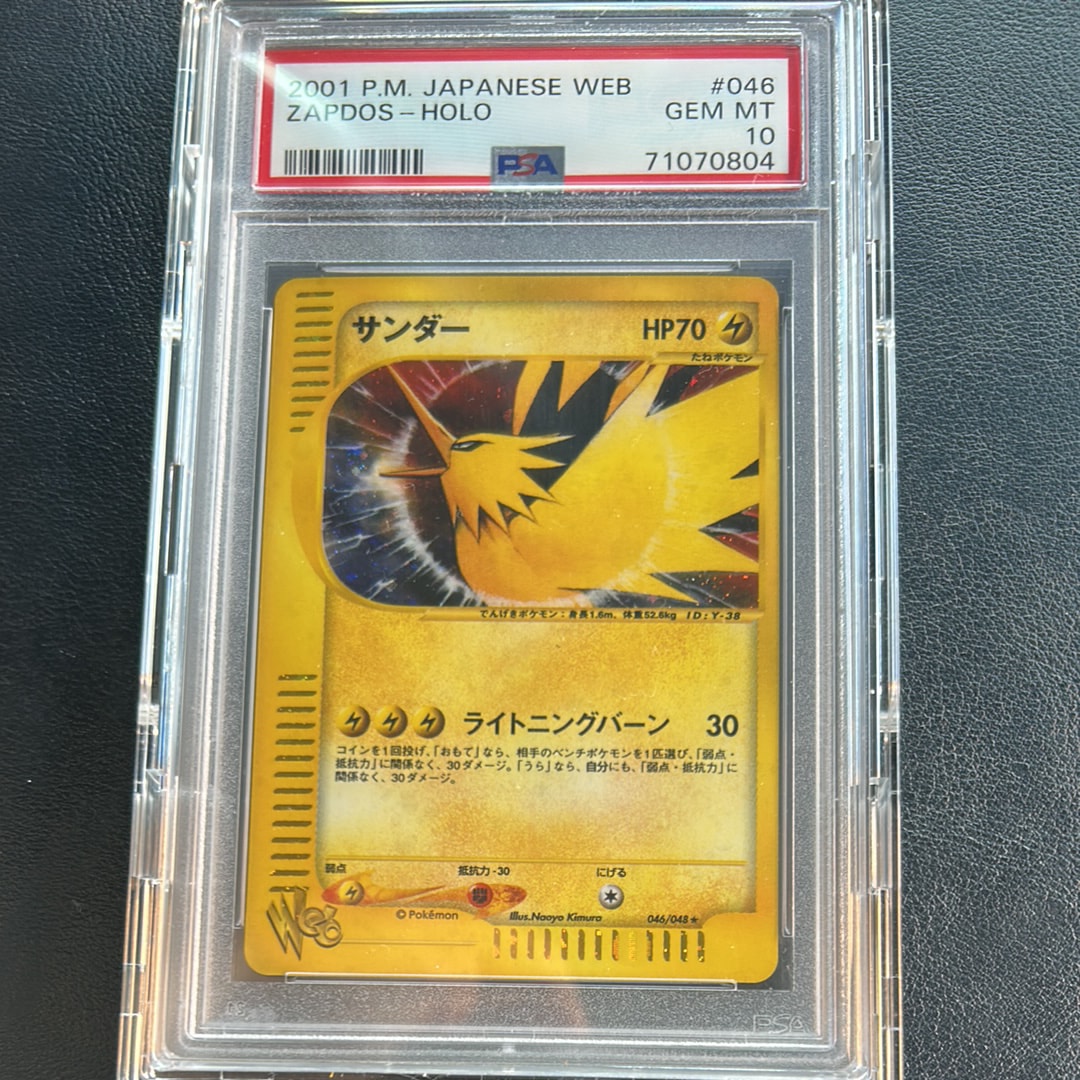 2001 P.M. JAPANESE WEB #046
ZAPDOS - HOLO GEM MT
10
PSA 71070804
サンダー HP70
たねポケモン
でんげきポケモン：身長1.6m、体重52.6kg ID:Y-38
ライトニングバーン 30
コインを1回投げ、「おもて」なら、相手のベンチポケモンを1匹選び、「弱点・
抵抗力」に関係なく、30ダメージ。「うら」なら、自分にも、「弱点・抵抗力」に
関係なく、30ダメージ。
弱点 抵抗力 -30 にげる
Web © Pokémon Illus.Naoyo Kimura 046/048 ★
PSA